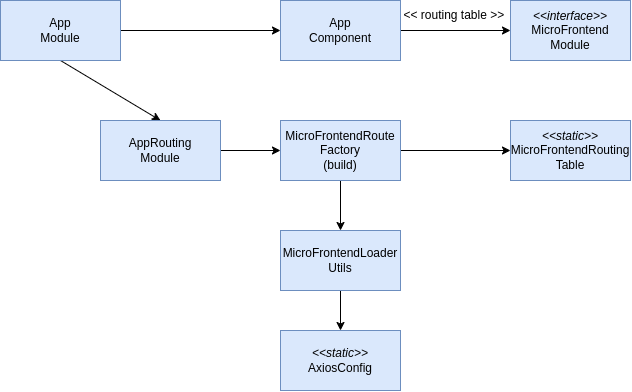 App
Module
App
Component
<< routing table >>
<<interface>>
MicroFrontend
Module
AppRouting
Module
MicroFrontendRoute
Factory
(build)
<<static>>
MicroFrontendRouting
Table
MicroFrontendLoader
Utils
<<static>>
AxiosConfig